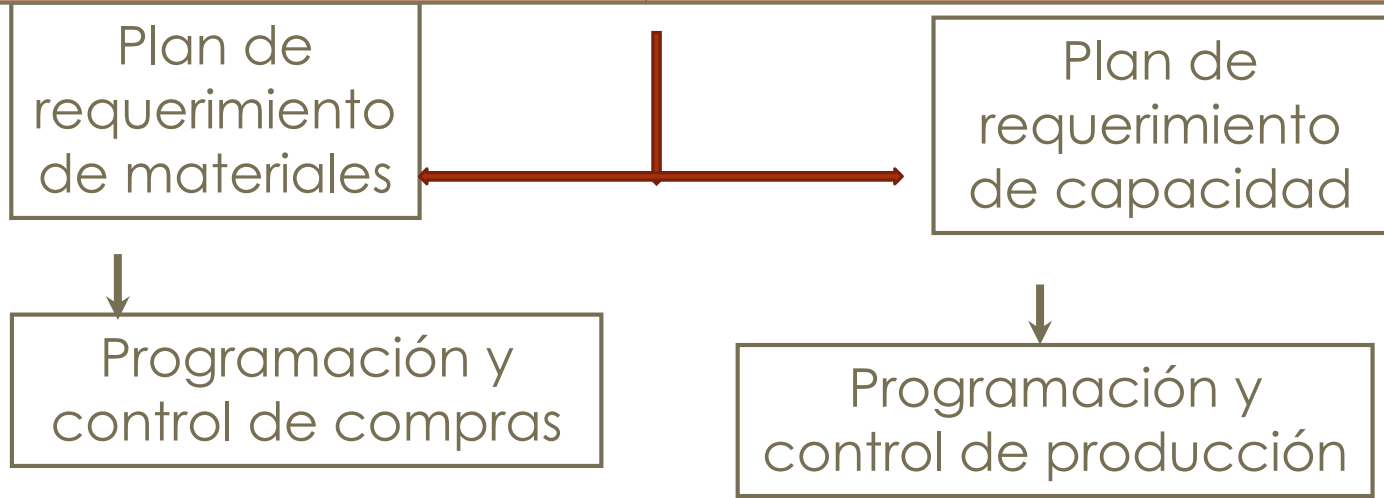 Plan de
requerimiento
de materiales
Plan de
requerimiento
de capacidad
Programación y
control de compras
Programación y
control de producción